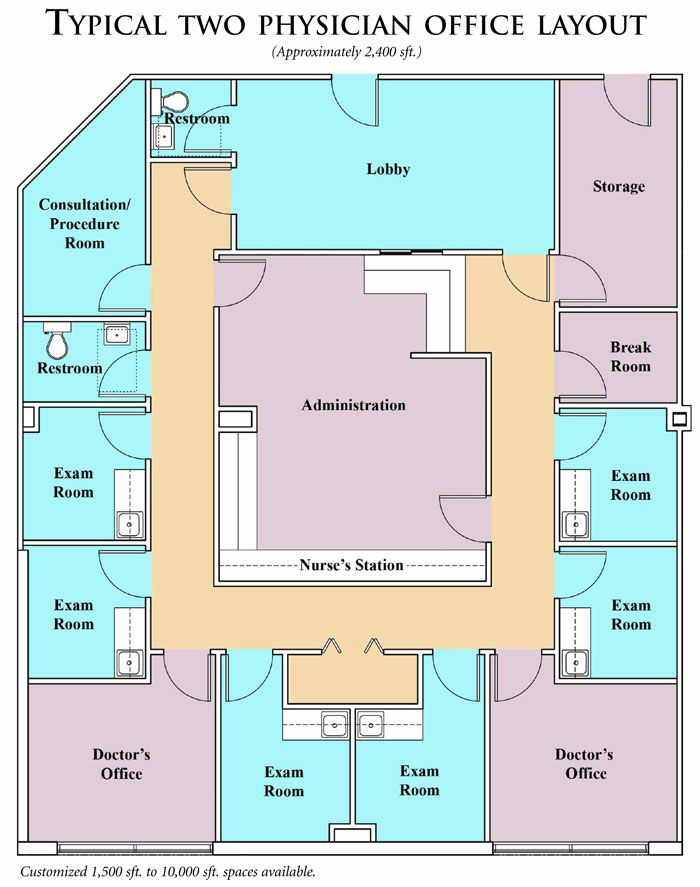 TYPICAL TWO PHYSICIAN OFFICE LAYOUT
(Approximately 2,400 sft.)
Restroom
Lobby
Storage
Consultation/
Procedure
Room
Restroom
Break
Room
Administration
Exam
Room
Exam
Room
Nurse's Station
Exam
Room
Exam
Room
Doctor's
Office
Exam
Room
Exam
Room
Doctor's
Office
Customized 1,500 sft. to 10,000 sft. spaces available.